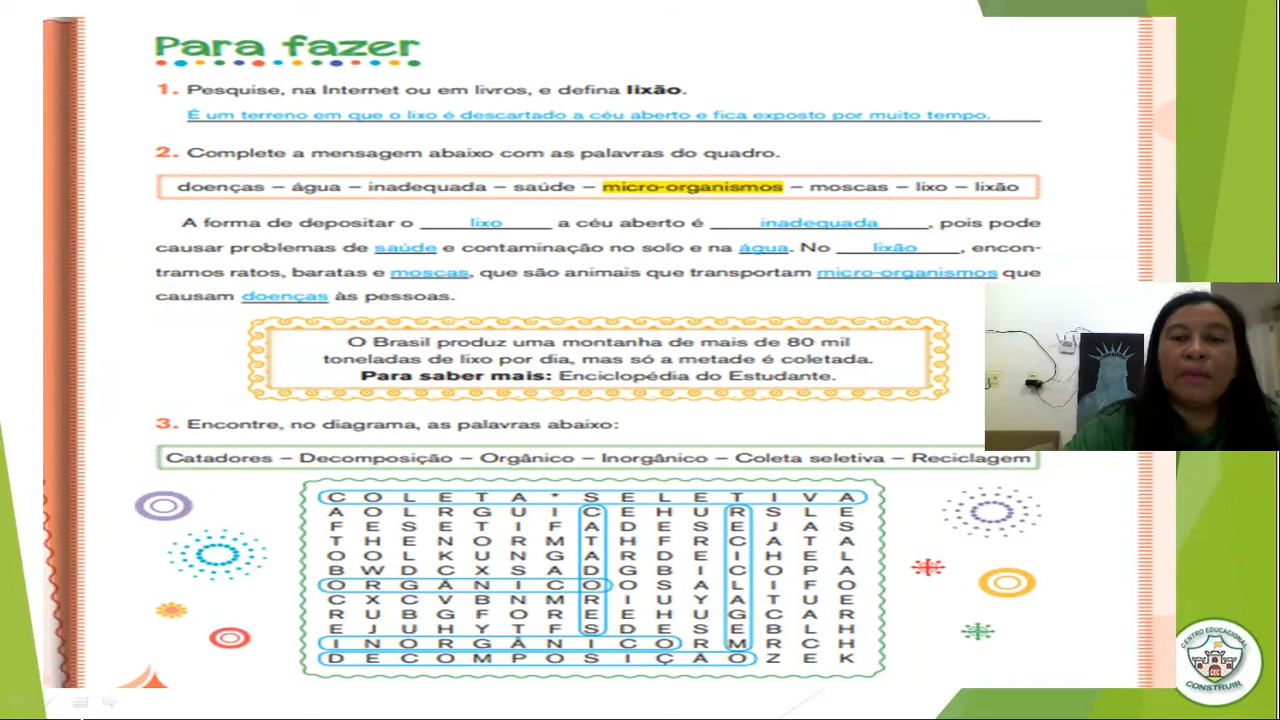 Para fazer
1. Pesquise, na Internet ou em livros, e defina lixão.
É um terreno em que o lixo é descartado a céu aberto e fica exposto por muito tempo.
2. Complete a mensagem abaixo com as palavras do quadro.
doenças – água – inadequada – saúde – micro-organismos – moscas – lixo – lixão
A forma de depositar o lixo a céu aberto é inadequada, pois pode
causar problemas de saúde e contaminação no solo e na água. No lixão, encon-
tramos ratos, baratas e moscas, que são animais que transportam micro-organismos que
causam doenças às pessoas.
O Brasil produz uma montanha de mais de 80 mil
toneladas de lixo por dia, mas só a metade é coletada.
Para saber mais: Enciclopédia do Estudante.
3. Encontre, no diagrama, as palavras abaixo:
Catadores – Decomposição – Orgânico – Inorgânico – Coleta seletiva – Reciclagem
C O L E T A * S E L E T I V A
A O L R G U I C E H U R S L E
F E S E T I F A D E S E J A S
T H E N O R M T H F R C A T A
O O L X U N G A R D E I H E L
B W D C X S A D G B I C O P A
O R G Â N I C O O S A L I F O
C X C V B N M R I U Y A T U E
R U B G F O R E E H U G C A R
E J U H Y T F S D E S E B L H
I N O R G Â N I C O R M R C H
D E C O M P O S I Ç Ã O Z E K
CENTRO EDUCACIONAL
CEC
CONSTRUIR